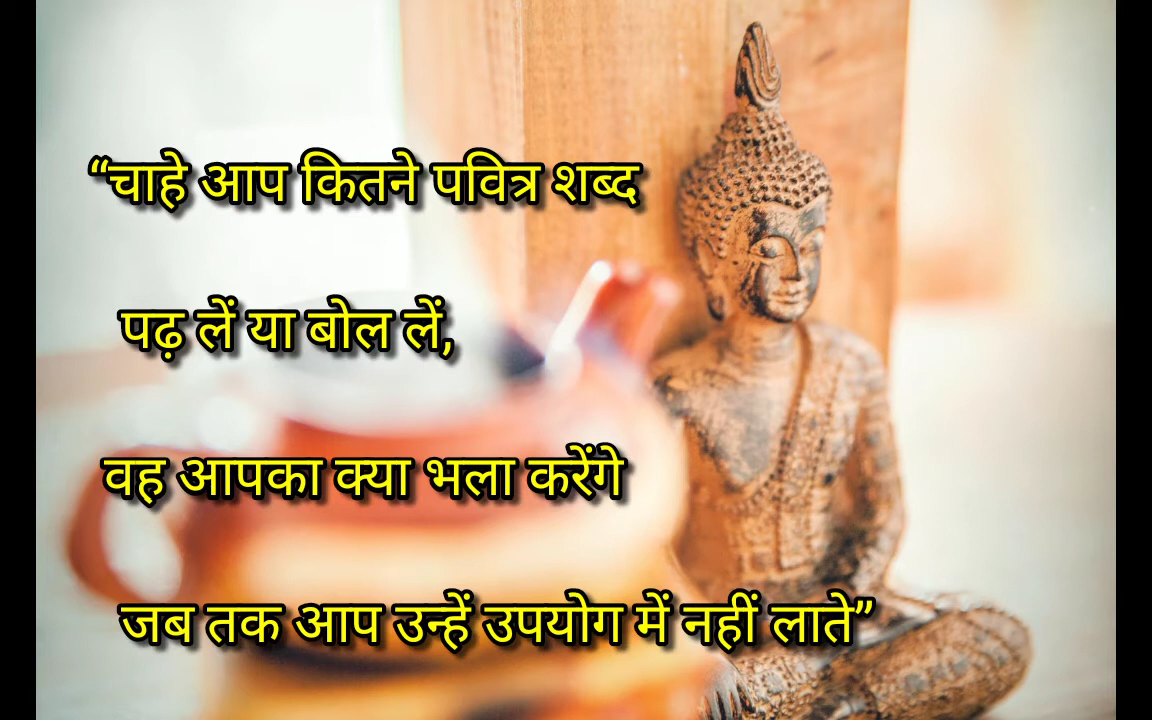 “चाहे आप कितने पवित्र शब्द
पढ़ लें या बोल लें,
वह आपका क्या भला करेंगे
जब तक आप उन्हें उपयोग में नहीं लाते”